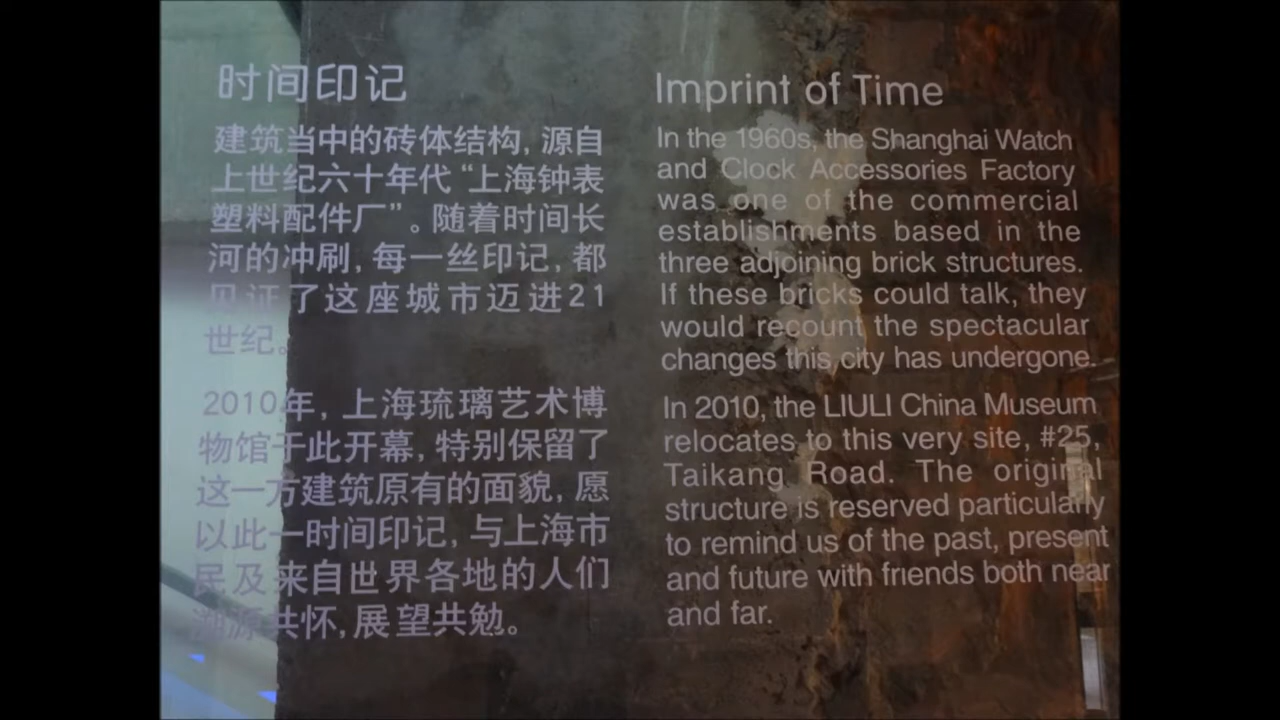 时间印记
建筑当中的砖体结构, 源自
上世纪六十年代“上海钟表
塑料配件厂”。随着时间长
河的冲刷, 每一丝印记, 都
见证了这座城市迈进21
世纪。
2010年, 上海琉璃艺术博
物馆于此开幕, 特别保留了
这一方建筑原有的面貌, 愿
以此一时间印记, 与上海市
民及来自世界各地的人们
溯源共怀, 展望共勉。
Imprint of Time
In the 1960s, the Shanghai Watch
and Clock Accessories Factory
was one of the commercial
establishments based in the
three adjoining brick structures.
If these bricks could talk, they
would recount the spectacular
changes this city has undergone.
In 2010, the LIULI China Museum
relocates to this very site, #25,
Taikang Road. The original
structure is reserved particularly
to remind us of the past, present
and future with friends both near
and far.